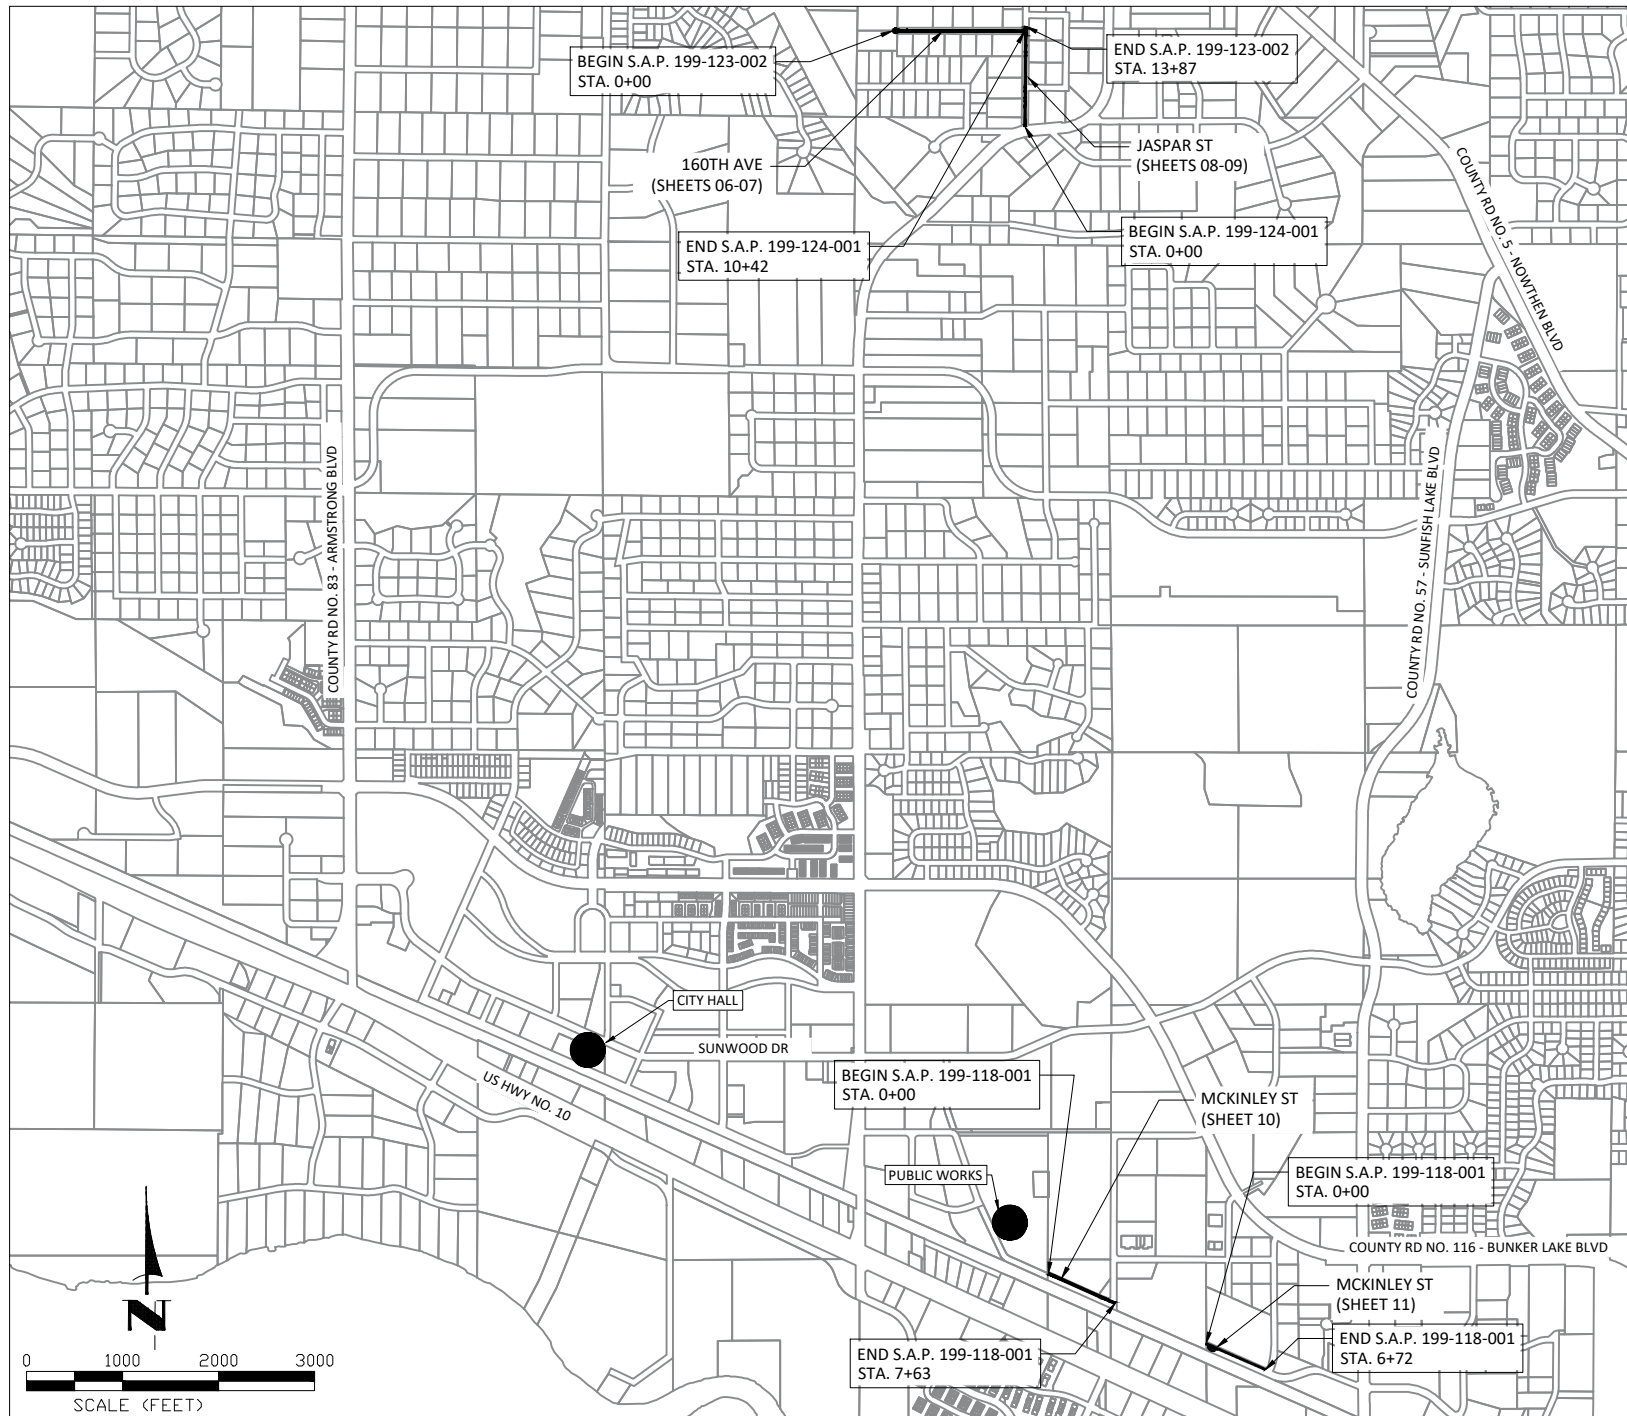 BEGIN S.A.P. 199-123-002
STA. 0+00
END S.A.P. 199-123-002
STA. 13+87
160TH AVE
(SHEETS 06-07)
JASPAR ST
(SHEETS 08-09)
END S.A.P. 199-124-001
STA. 10+42
BEGIN S.A.P. 199-124-001
STA. 0+00
COUNTY RD NO. 5 - NOWTHEN BLVD
COUNTY RD NO. 83 - ARMSTRONG BLVD
COUNTY RD NO. 57 - SUNFISH LAKE BLVD
CITY HALL
SUNWOOD DR
US HWY NO. 10
BEGIN S.A.P. 199-118-001
STA. 0+00
MCKINLEY ST
(SHEET 10)
PUBLIC WORKS
BEGIN S.A.P. 199-118-001
STA. 0+00
COUNTY RD NO. 116 - BUNKER LAKE BLVD
MCKINLEY ST
(SHEET 11)
END S.A.P. 199-118-001
STA. 7+63
END S.A.P. 199-118-001
STA. 6+72
N
0 1000 2000 3000
SCALE (FEET)